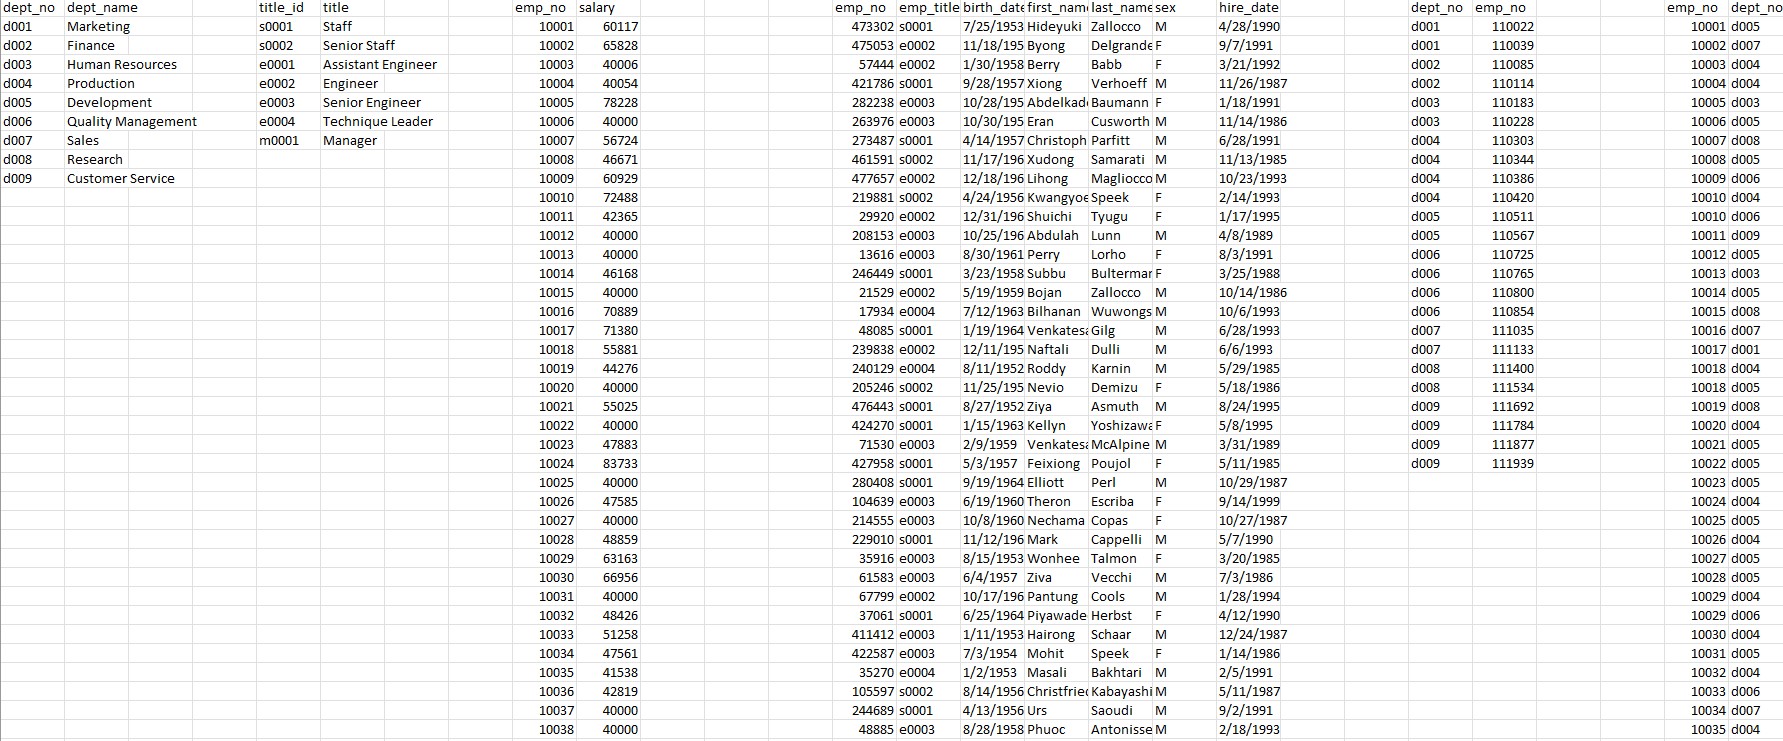 dept_no dept_name title_id title emp_no salary emp_no emp_title birth_date first_name last_name sex hire_date dept_no emp_no emp_no dept_no
d001 Marketing s0001 Staff 10001 60117 473302 s0001 7/25/1953 Hideyuki Zallocco M 4/28/1990 d001 110022 10001 d005
d002 Finance s0002 Senior Staff 10002 65828 475053 e0002 11/18/195 Byong Delgrande F 9/7/1991 d001 110039 10002 d007
d003 Human Resources e0001 Assistant Engineer 10003 40006 57444 e0002 1/30/1958 Berry Babb F 3/21/1992 d002 110085 10003 d004
d004 Production e0002 Engineer 10004 40054 421786 s0001 9/28/1957 Xiong Verhoeff M 11/26/1987 d002 110114 10004 d004
d005 Development e0003 Senior Engineer 10005 78228 282238 e0003 10/28/195 Abdelkad Baumann F 1/18/1991 d003 110183 10005 d003
d006 Quality Management e0004 Technique Leader 10006 40000 263976 e0003 10/30/195 Eran Cusworth M 11/14/1986 d003 110228 10006 d005
d007 Sales m0001 Manager 10007 56724 273487 s0001 4/14/1957 Christoph Parfitt M 6/28/1991 d004 110303 10007 d008
d008 Research 10008 46671 461591 s0002 11/17/196 Xudong Samarati M 11/13/1985 d004 110344 10008 d005
d009 Customer Service 10009 60929 477657 e0002 12/18/196 Lihong Magliocco M 10/23/1993 d004 110386 10009 d006
10010 72488 219881 s0002 4/24/1956 Kwangyoe Speek F 2/14/1993 d004 110420 10010 d004
10011 42365 29920 e0002 12/31/196 Shuichi Tyugu F 1/17/1995 d005 110511 10010 d006
10012 40000 208153 e0003 10/25/196 Abdulah Lunn M 4/8/1989 d005 110567 10011 d009
10013 40000 13616 e0003 8/30/1961 Perry Lorho F 8/3/1991 d006 110725 10012 d005
10014 46168 246449 s0001 3/23/1958 Subbu Bultermar F 3/25/1988 d006 110765 10013 d003
10015 40000 21529 e0002 5/19/1959 Bojan Zallocco M 10/14/1986 d006 110800 10014 d005
10016 70889 17934 e0004 7/12/1963 Bilhanan Wuwongs M 10/6/1993 d006 110854 10015 d008
10017 71380 48085 s0001 1/19/1964 Venkatesa Gilg M 6/28/1993 d007 111035 10016 d007
10018 55881 239838 e0002 12/11/195 Naftali Dulli M 6/6/1993 d007 111133 10017 d001
10019 44276 240129 e0004 8/11/1952 Roddy Karnin M 5/29/1985 d008 111400 10018 d004
10020 40000 205246 s0002 11/25/195 Nevio Demizu F 5/18/1986 d008 111534 10018 d005
10021 55025 476443 s0001 8/27/1952 Ziya Asmuth M 8/24/1995 d009 111692 10019 d008
10022 40000 424270 s0001 1/15/1963 Kellyn Yoshizawa F 5/8/1995 d009 111784 10020 d004
10023 47883 71530 e0003 2/9/1959 Venkatesa McAlpine M 3/31/1989 d009 111877 10021 d005
10024 83733 427958 s0001 5/3/1957 Feixiong Poujol F 5/11/1985 d009 111939 10022 d005
10025 40000 280408 s0001 9/19/1964 Elliott Perl M 10/29/1987 10023 d005
10026 47585 104639 e0003 6/19/1960 Theron Escriba F 9/14/1999 10024 d004
10027 40000 214555 e0003 10/8/1960 Nechama Copas F 10/27/1987 10025 d005
10028 48859 229010 s0001 11/12/196 Mark Cappelli M 5/7/1990 10026 d004
10029 63163 35916 e0003 8/15/1953 Wonhee Talmon F 3/20/1985 10027 d005
10030 66956 61583 e0003 6/4/1957 Ziva Vecchi M 7/3/1986 10028 d005
10031 40000 67799 e0002 10/17/196 Pantung Cools M 1/28/1994 10029 d004
10032 48426 37061 s0001 6/25/1964 Piyawade Herbst F 4/12/1990 10029 d006
10033 51258 411412 e0003 1/11/1953 Hairong Schaar M 12/24/1987 10030 d004
10034 47561 422587 e0003 7/3/1954 Mohit Speek F 1/14/1986 10031 d005
10035 41538 35270 e0004 1/2/1953 Masali Bakhtari M 2/5/1991 10032 d004
10036 42819 105597 s0002 8/14/1956 Christfried Kabayashi M 5/11/1987 10033 d006
10037 40000 244689 s0001 4/13/1956 Urs Saoudi M 9/2/1991 10034 d007
10038 40000 48885 e0003 8/28/1958 Phuoc Antonisse M 2/18/1993 10035 d004